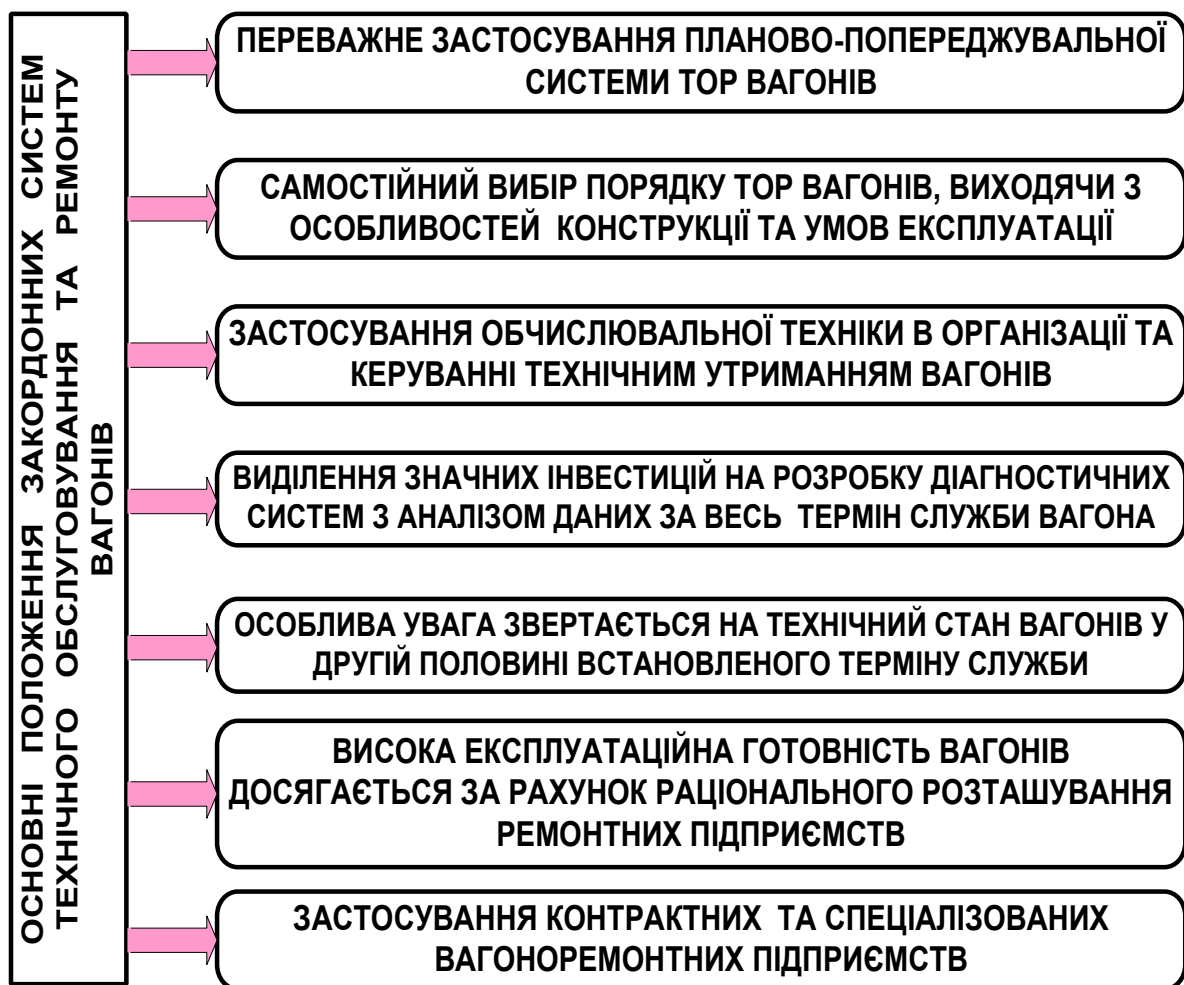 ОСНОВНІ ПОЛОЖЕННЯ ЗАКОРДОННИХ СИСТЕМ
ТЕХНІЧНОГО ОБСЛУГОВУВАННЯ ТА РЕМОНТУ
ВАГОНІВ
ПЕРЕВАЖНЕ ЗАСТОСУВАННЯ ПЛАНОВО-ПОПЕРЕДЖУВАЛЬНОЇ
СИСТЕМИ ТОР ВАГОНІВ
САМОСТІЙНИЙ ВИБІР ПОРЯДКУ ТОР ВАГОНІВ, ВИХОДЯЧИ З
ОСОБЛИВОСТЕЙ КОНСТРУКЦІЇ ТА УМОВ ЕКСПЛУАТАЦІЇ
ЗАСТОСУВАННЯ ОБЧИСЛЮВАЛЬНОЇ ТЕХНІКИ В ОРГАНІЗАЦІЇ ТА
КЕРУВАННІ ТЕХНІЧНИМ УТРИМАННЯМ ВАГОНІВ
ВИДІЛЕННЯ ЗНАЧНИХ ІНВЕСТИЦІЙ НА РОЗРОБКУ ДІАГНОСТИЧНИХ
СИСТЕМ З АНАЛІЗОМ ДАНИХ ЗА ВЕСЬ ТЕРМІН СЛУЖБИ ВАГОНА
ОСОБЛИВА УВАГА ЗВЕРТАЄТЬСЯ НА ТЕХНІЧНИЙ СТАН ВАГОНІВ У
ДРУГІЙ ПОЛОВИНІ ВСТАНОВЛЕНОГО ТЕРМІНУ СЛУЖБИ
ВИСОКА ЕКСПЛУАТАЦІЙНА ГОТОВНІСТЬ ВАГОНІВ
ДОСЯГАЄТЬСЯ ЗА РАХУНОК РАЦІОНАЛЬНОГО РОЗТАШУВАННЯ
РЕМОНТНИХ ПІДПРИЄМСТВ
ЗАСТОСУВАННЯ КОНТРАКТНИХ ТА СПЕЦІАЛІЗОВАНИХ
ВАГОНОРЕМОНТНИХ ПІДПРИЄМСТВ